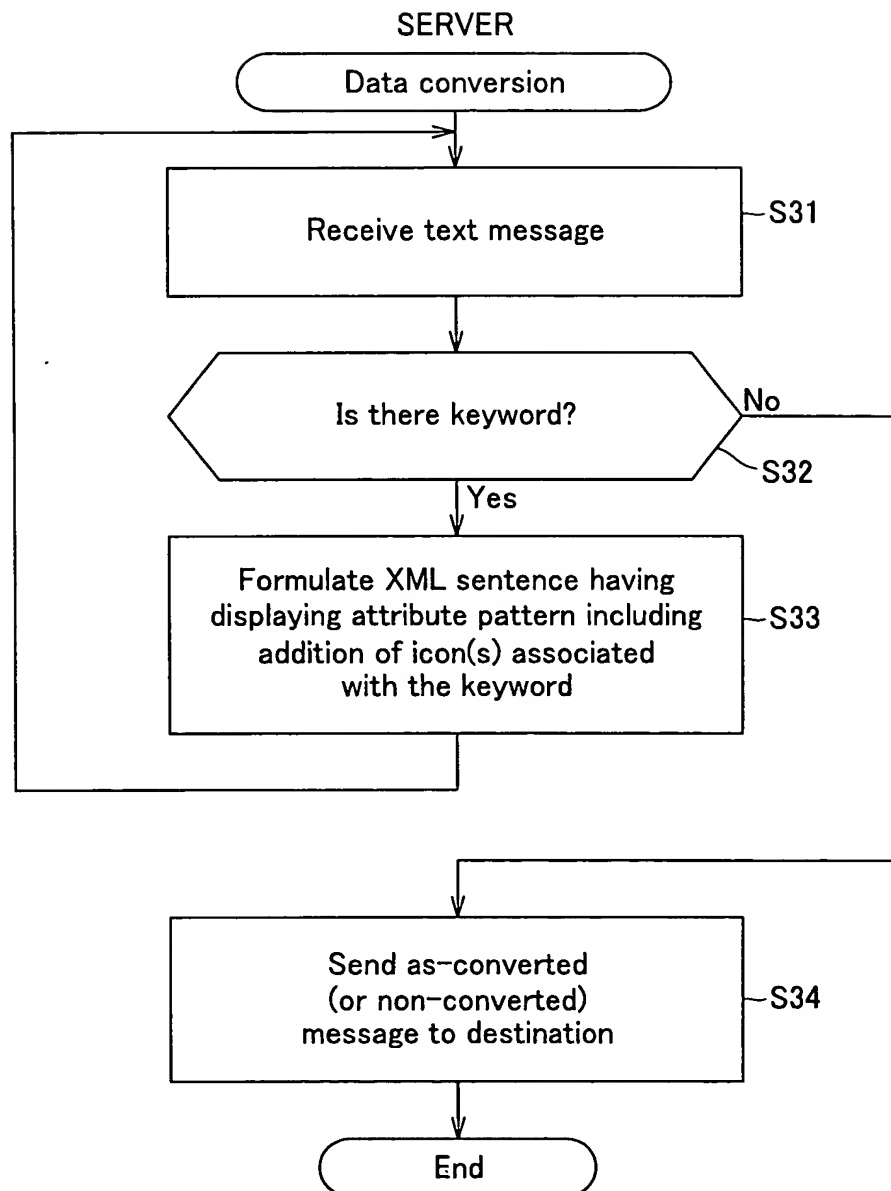 SERVER
Data conversion
Receive text message
S31
Is there keyword?
No
S32
Yes
Formulate XML sentence having
displaying attribute pattern including
addition of icon(s) associated
with the keyword
S33
Send as-converted
(or non-converted)
message to destination
S34
End